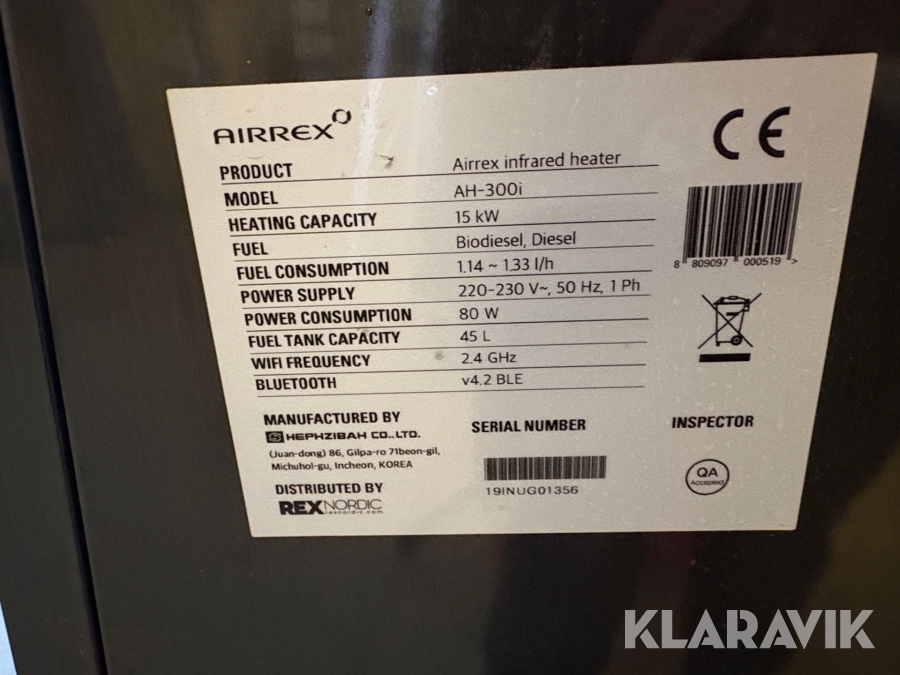 AIRREX
CE
PRODUCT Airrex infrared heater
MODEL AH-300i
HEATING CAPACITY 15 kW
FUEL Biodiesel, Diesel
FUEL CONSUMPTION 1.14 ~ 1.33 l/h
POWER SUPPLY 220-230 V~, 50 Hz, 1 Ph
POWER CONSUMPTION 80 W
FUEL TANK CAPACITY 45 L
WIFI FREQUENCY 2.4 GHz
BLUETOOTH v4.2 BLE
8 809097 000519 >
MANUFACTURED BY
HEPHZIBAH CO.,LTD.
(Juan-dong) 86, Gilpa-ro 71beon-gil,
Michuhol-gu, Incheon, KOREA
DISTRIBUTED BY
REXNORDIC
rexnordic.com
SERIAL NUMBER
19INUG01356
INSPECTOR
QA
Accepted
KLARAVIK